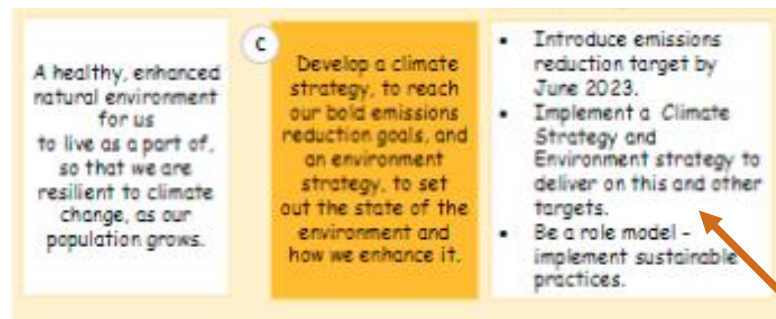 A healthy, enhanced
natural environment
for us
to live as a part of,
so that we are
resilient to climate
change, as our
population grows.
C
Develop a climate
strategy, to reach
our bold emissions
reduction goals, and
an environment
strategy, to set
out the state of the
environment and
how we enhance it.
• Introduce emissions
reduction target by
June 2023.
• Implement a Climate
Strategy and
Environment strategy to
deliver on this and other
targets.
• Be a role model -
implement sustainable
practices.